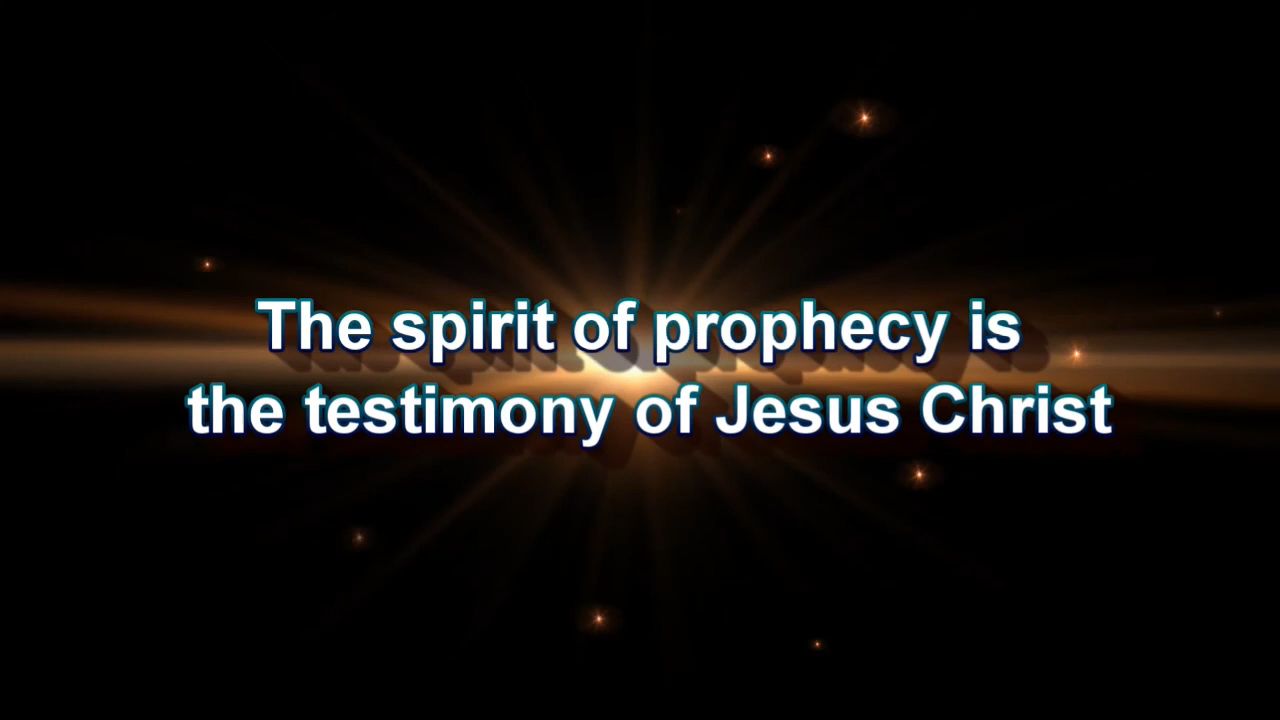 The spirit of prophecy is
the testimony of Jesus Christ